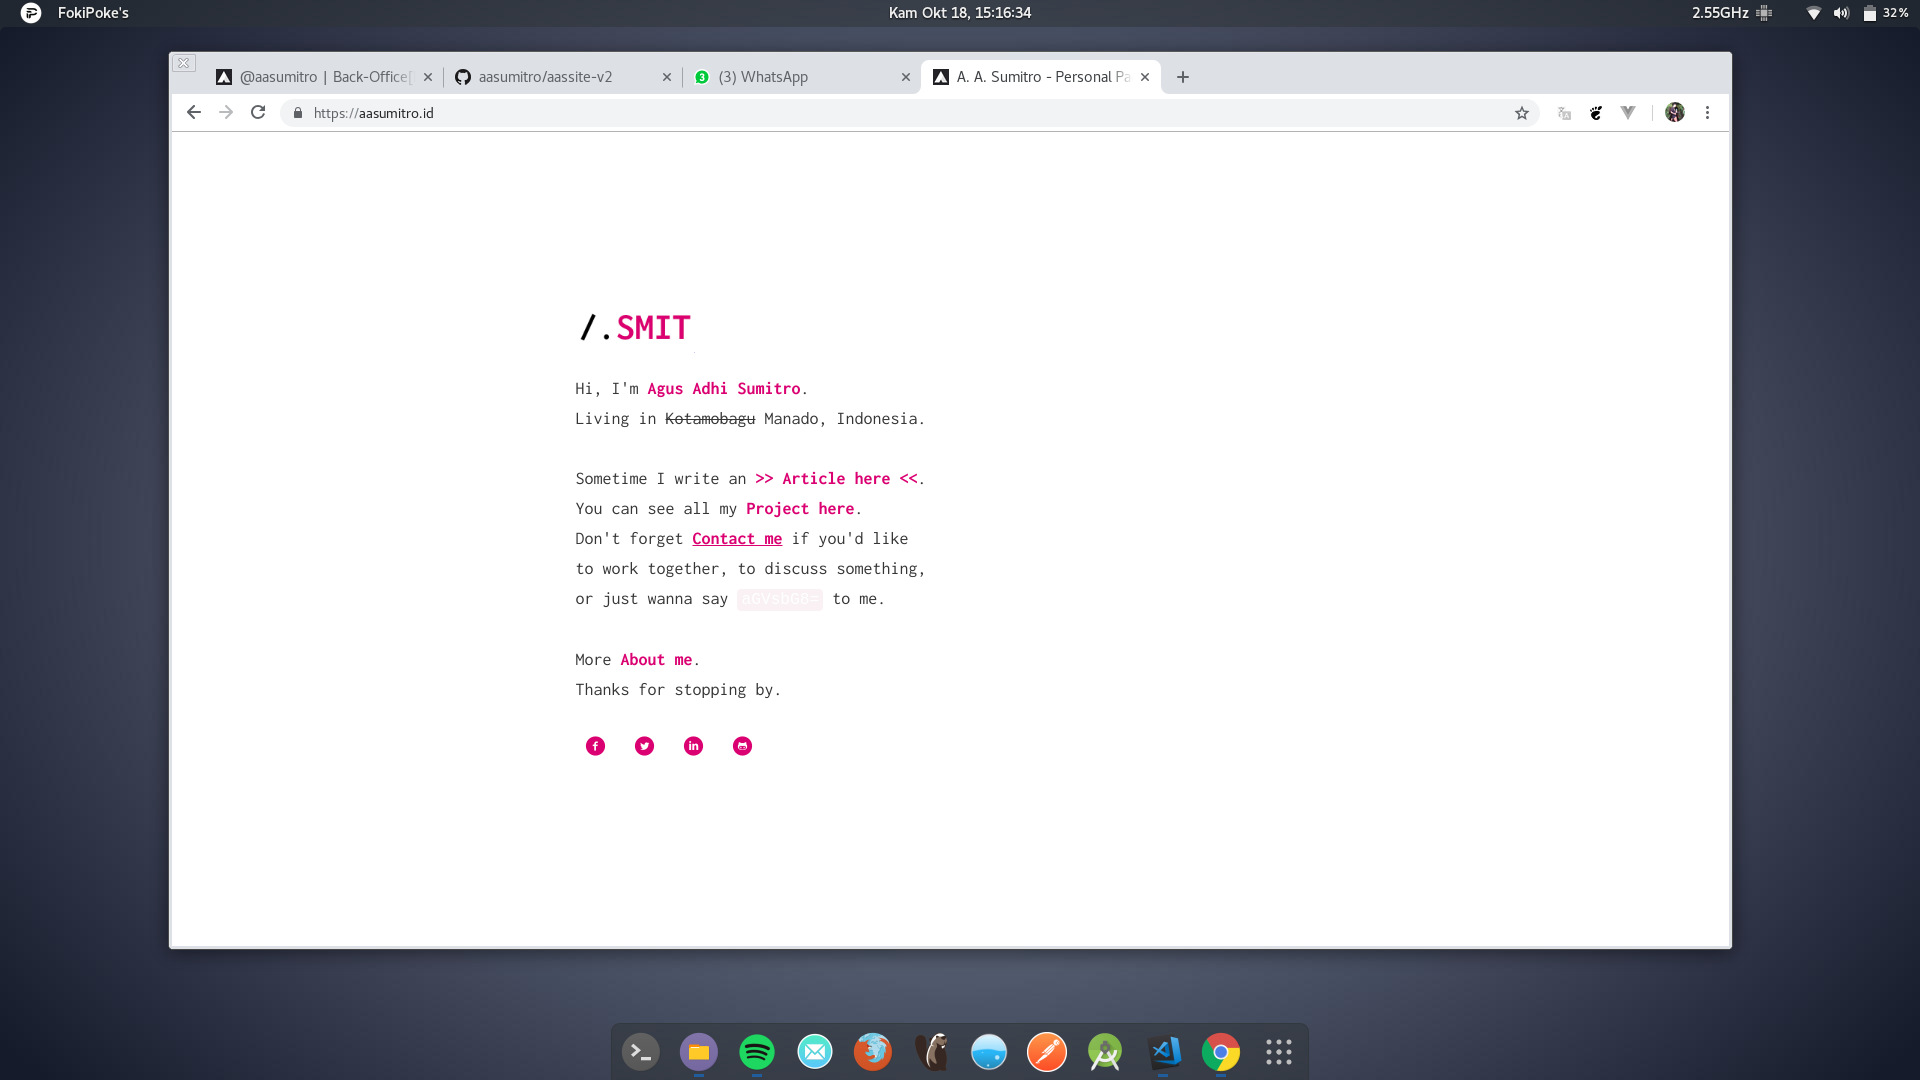 FokiPoke's
Kam Okt 18, 15:16:34
2.55GHz
32%
@aasumitro | Back-Office[
aasumitro/aassite-v2
3
(3) WhatsApp
A. A. Sumitro - Personal Pa
https://aasumitro.id
/.SMIT
Hi, I'm Agus Adhi Sumitro.
Living in Kotamobagu Manado, Indonesia.
Sometime I write an >> Article here <<.
You can see all my Project here.
Don't forget Contact me if you'd like
to work together, to discuss something,
or just wanna say aGVsbG8= to me.
More About me.
Thanks for stopping by.